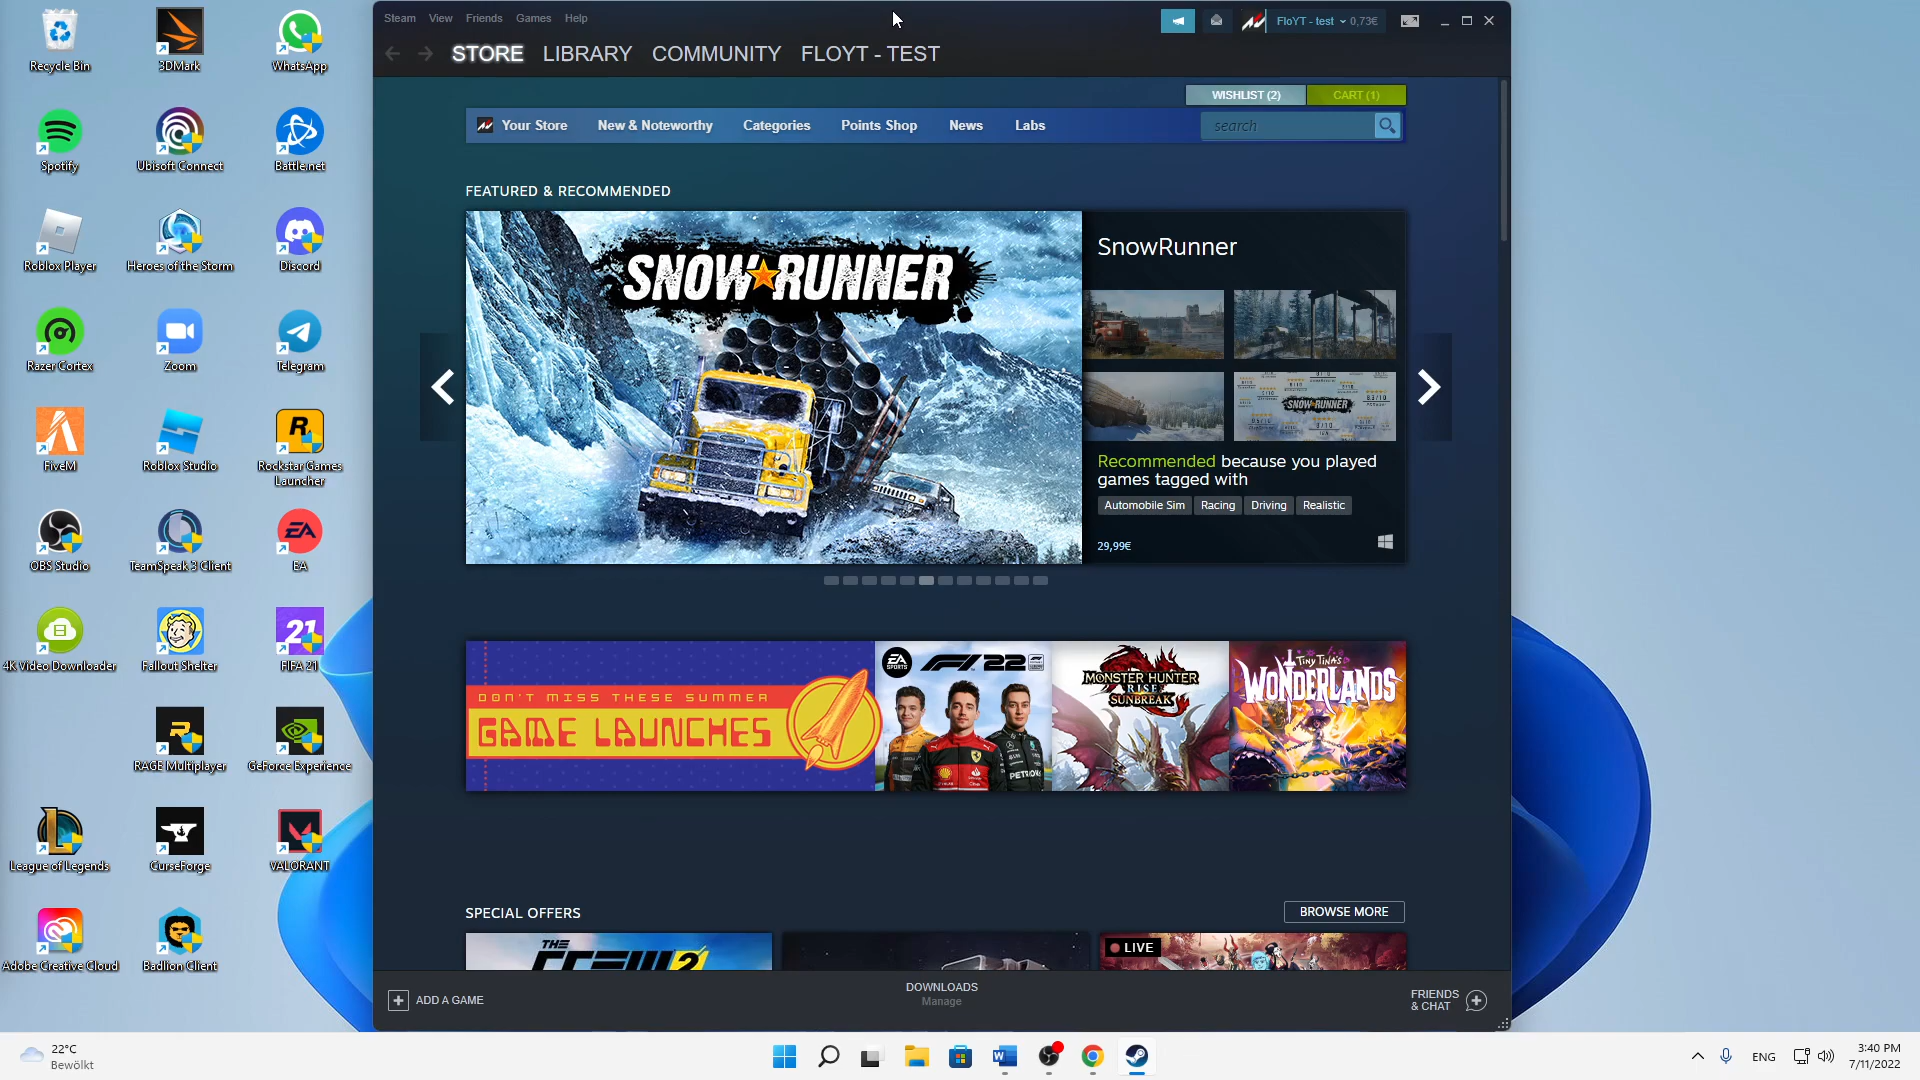 Recycle Bin
3DMark
WhatsApp
Spotify
Ubisoft Connect
Battle.net
Roblox Player
Heroes of the Storm
Discord
Razer Cortex
Zoom
Telegram
FiveM
Roblox Studio
Rockstar Games
Launcher
OBS Studio
TeamSpeak 3 Client
EA
4K Video Downloader
Fallout Shelter
FIFA 21
RAGE Multiplayer
GeForce Experience
League of Legends
CurseForge
VALORANT
Adobe Creative Cloud
Badlion Client
Steam View Friends Games Help
FloYT - test 0,73€
STORE LIBRARY COMMUNITY FLOYT - TEST
WISHLIST (2) CART (1)
Your Store New & Noteworthy Categories Points Shop News Labs search
FEATURED & RECOMMENDED
SNOWRUNNER
SnowRunner
SNOWRUNNER
Recommended because you played
games tagged with
Automobile Sim Racing Driving Realistic
29,99€
DON'T MISS THESE SUMMER
GAME LAUNCHES
EA SPORTS F1 22
MONSTER HUNTER
RISE
SUNBREAK
TINY TINA'S
WONDERLANDS
PETRONAS
SPECIAL OFFERS
BROWSE MORE
THE
CREW 2
LIVE
ADD A GAME
DOWNLOADS
Manage
FRIENDS
& CHAT
22°C
Bewölkt
ENG
3:40 PM
7/11/2022